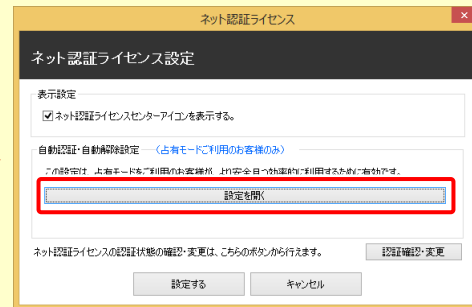 ネット認証ライセンス
ネット認証ライセンス設定
表示設定
ネット認証ライセンスセンターアイコンを表示する。
自動認証・自動解除設定 (占有モードご利用のお客様のみ)
この設定は、占有モードをご利用のお客様が、より安全且つ効率的に利用するために有効です。
設定を開く
ネット認証ライセンスの認証状態の確認・変更は、こちらのボタンから行えます。 認証確認・変更
設定する キャンセル